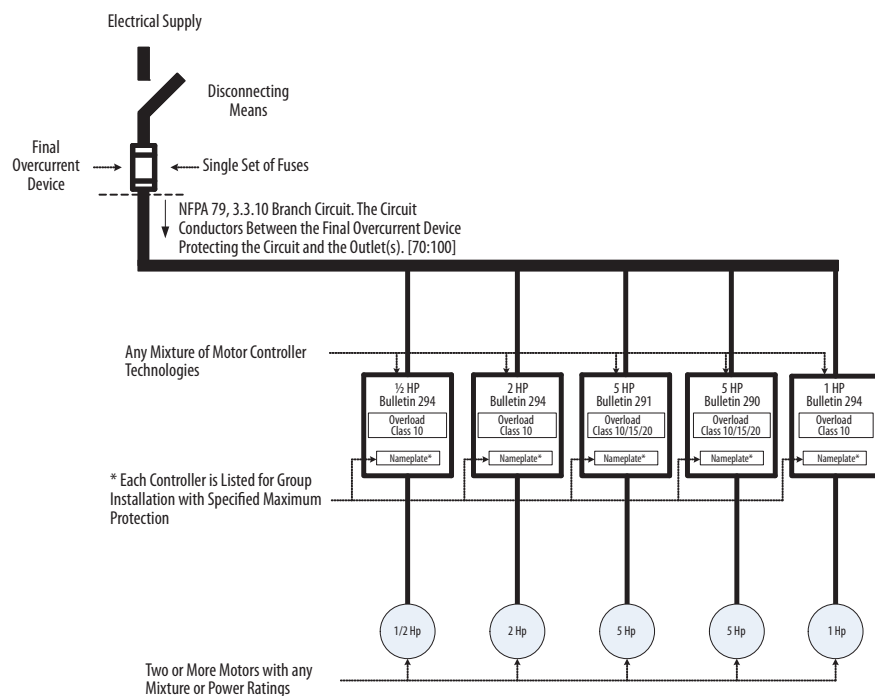 Electrical Supply
Disconnecting
Means
Final
Overcurrent
Device
Single Set of Fuses
NFPA 79, 3.3.10 Branch Circuit. The Circuit
Conductors Between the Final Overcurrent Device
Protecting the Circuit and the Outlet(s). [70:100]
Any Mixture of Motor Controller
Technologies
½ HP
Bulletin 294
Overload
Class 10
Nameplate*
2 HP
Bulletin 294
Overload
Class 10
Nameplate*
5 HP
Bulletin 291
Overload
Class 10/15/20
Nameplate*
5 HP
Bulletin 290
Overload
Class 10/15/20
Nameplate*
1 HP
Bulletin 294
Overload
Class 10
Nameplate*
* Each Controller is Listed for Group
Installation with Specified Maximum
Protection
1/2 Hp
2 Hp
5 Hp
5 Hp
1 Hp
Two or More Motors with any
Mixture or Power Ratings